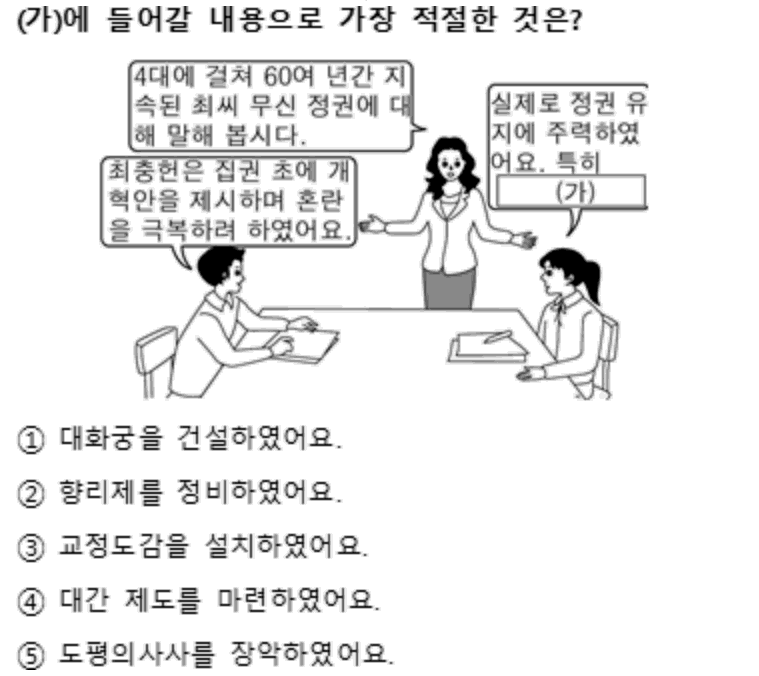 (가)에 들어갈 내용으로 가장 적절한 것은?
4대에 걸쳐 60여 년간 지
속된 최씨 무신 정권에 대
해 말해 봅시다.
최충헌은 집권 초에 개
혁안을 제시하며 혼란
을 극복하려 하였어요.
실제로 정권 유
지에 주력하였
어요. 특히
(가)
① 대화궁을 건설하였어요.
② 향리제를 정비하였어요.
③ 교정도감을 설치하였어요.
④ 대간 제도를 마련하였어요.
⑤ 도평의사사를 장악하였어요.